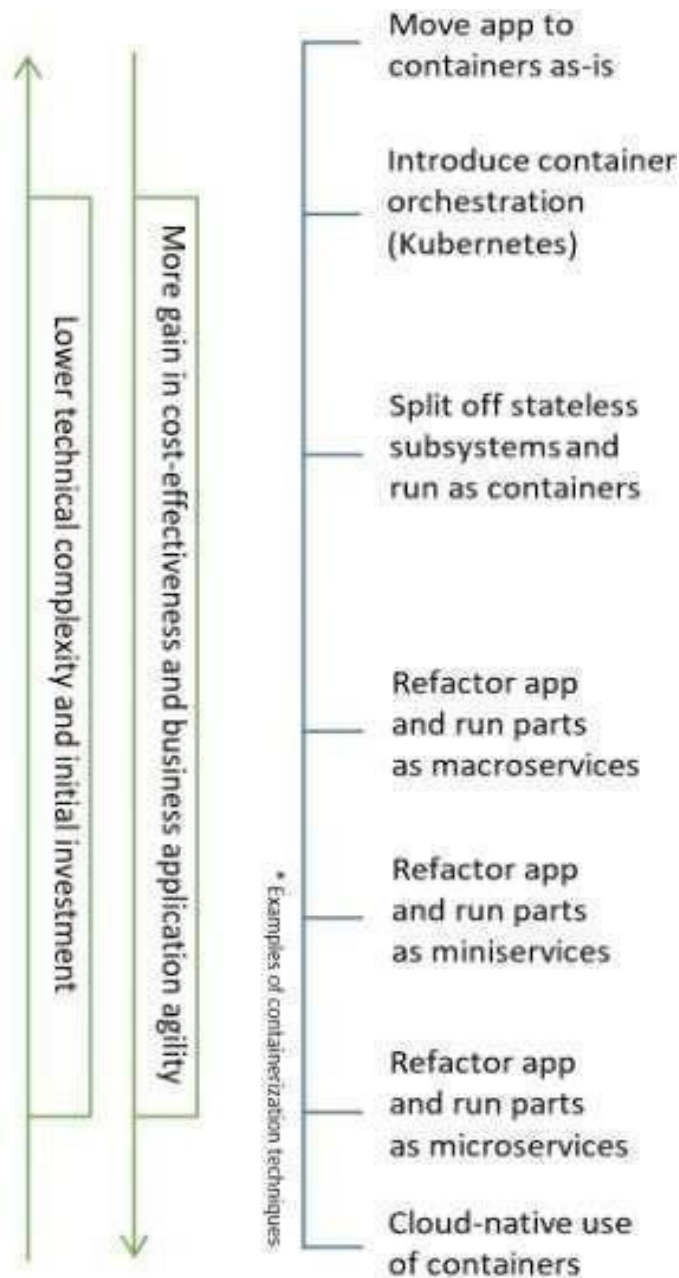 Move app to
containers as-is
Introduce container
orchestration
(Kubernetes)
Split off stateless
subsystems and
run as containers
Refactor app
and run parts
as macroservices
Refactor app
and run parts
as miniservices
Refactor app
and run parts
as microservices
Cloud-native use
of containers
* Examples of containerization techniques
More gain in cost-effectiveness and business application agility
Lower technical complexity and initial investment